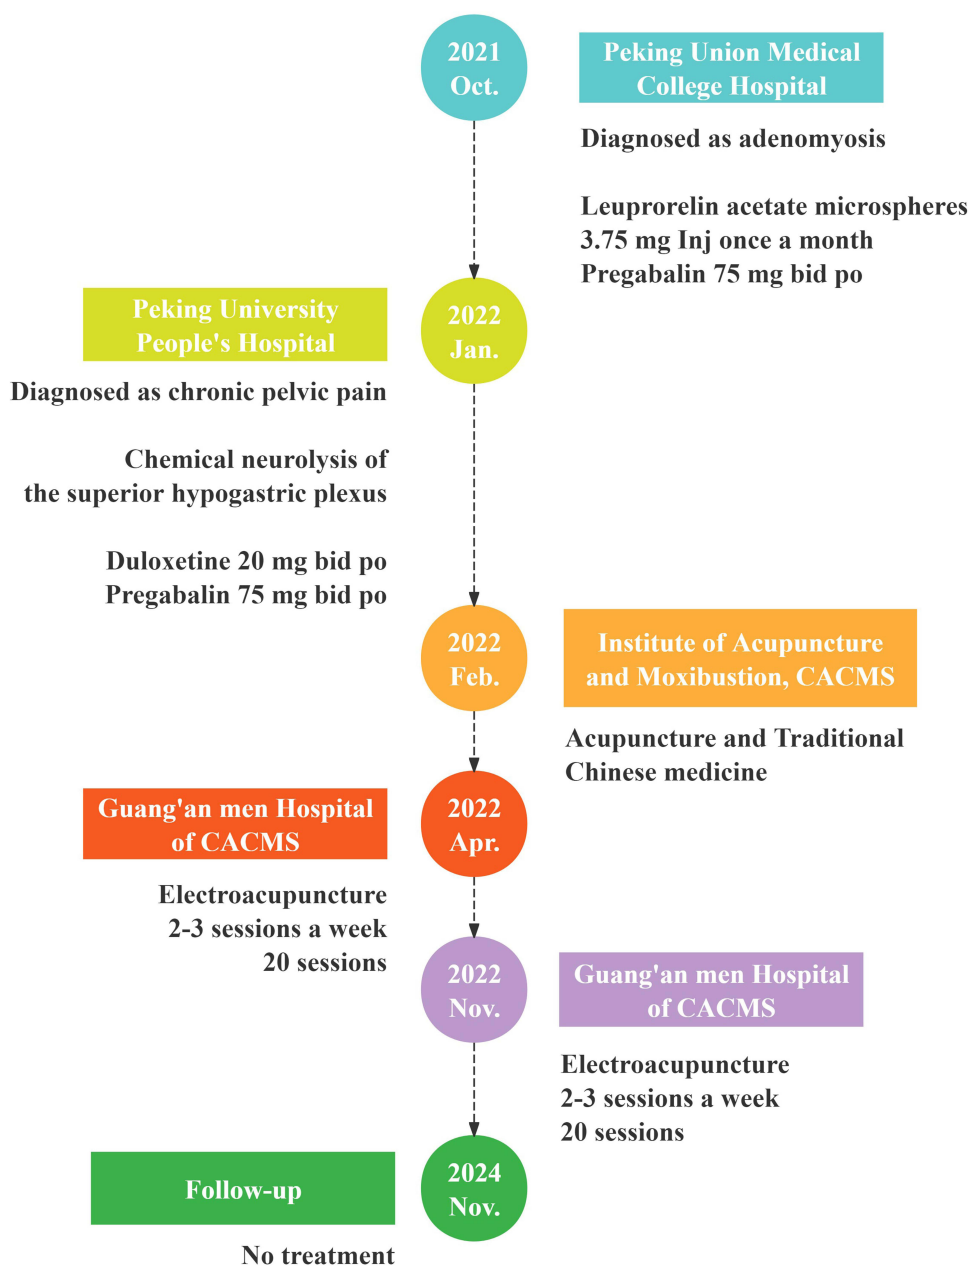 2021
Oct.
Peking Union Medical
College Hospital
Diagnosed as adenomyosis
Leuprorelin acetate microspheres
3.75 mg Inj once a month
Pregabalin 75 mg bid po
2022
Jan.
Peking University
People's Hospital
Diagnosed as chronic pelvic pain
Chemical neurolysis of
the superior hypogastric plexus
Duloxetine 20 mg bid po
Pregabalin 75 mg bid po
2022
Feb.
Institute of Acupuncture
and Moxibustion, CACMS
Acupuncture and Traditional
Chinese medicine
2022
Apr.
Guang'an men Hospital
of CACMS
Electroacupuncture
2-3 sessions a week
20 sessions
2022
Nov.
Guang'an men Hospital
of CACMS
Electroacupuncture
2-3 sessions a week
20 sessions
2024
Nov.
Follow-up
No treatment